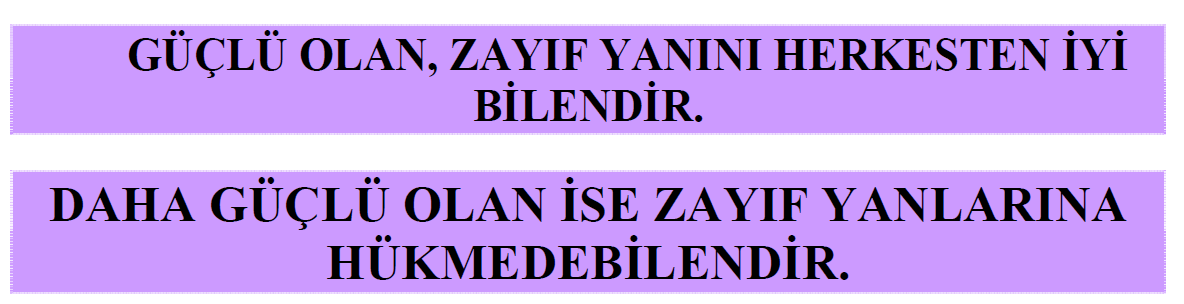 GÜÇLÜ OLAN, ZAYIF YANINI HERKESTEN İYİ
BİLENDİR.
DAHA GÜÇLÜ OLAN İSE ZAYIF YANLARINA
HÜKMEDEBİLENDİR.